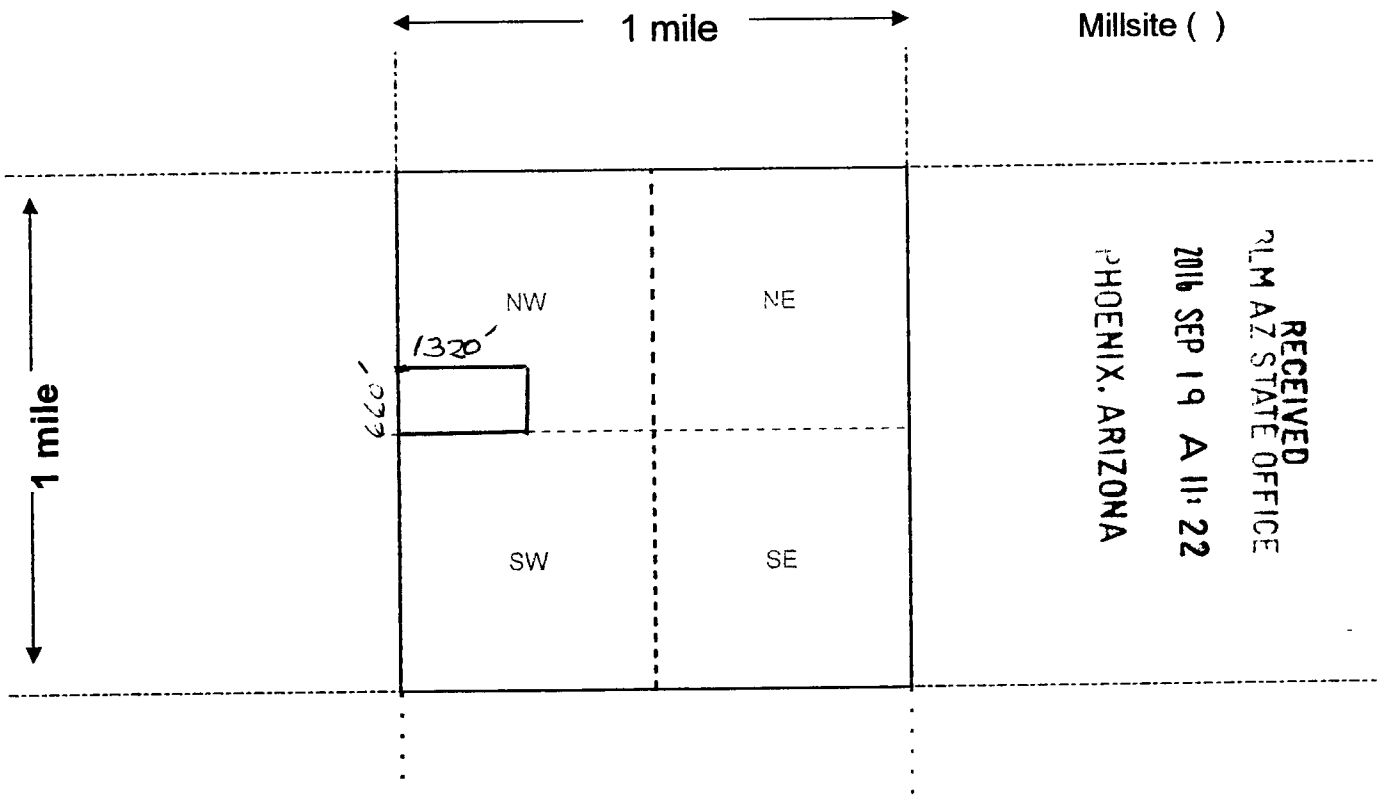 1 mile
Millsite ( )
1 mile
NW
NE
1320'
660'
SW
SE
RECEIVED
BLM AZ STATE OFFICE
2016 SEP 19 A 11: 22
PHOENIX, ARIZONA